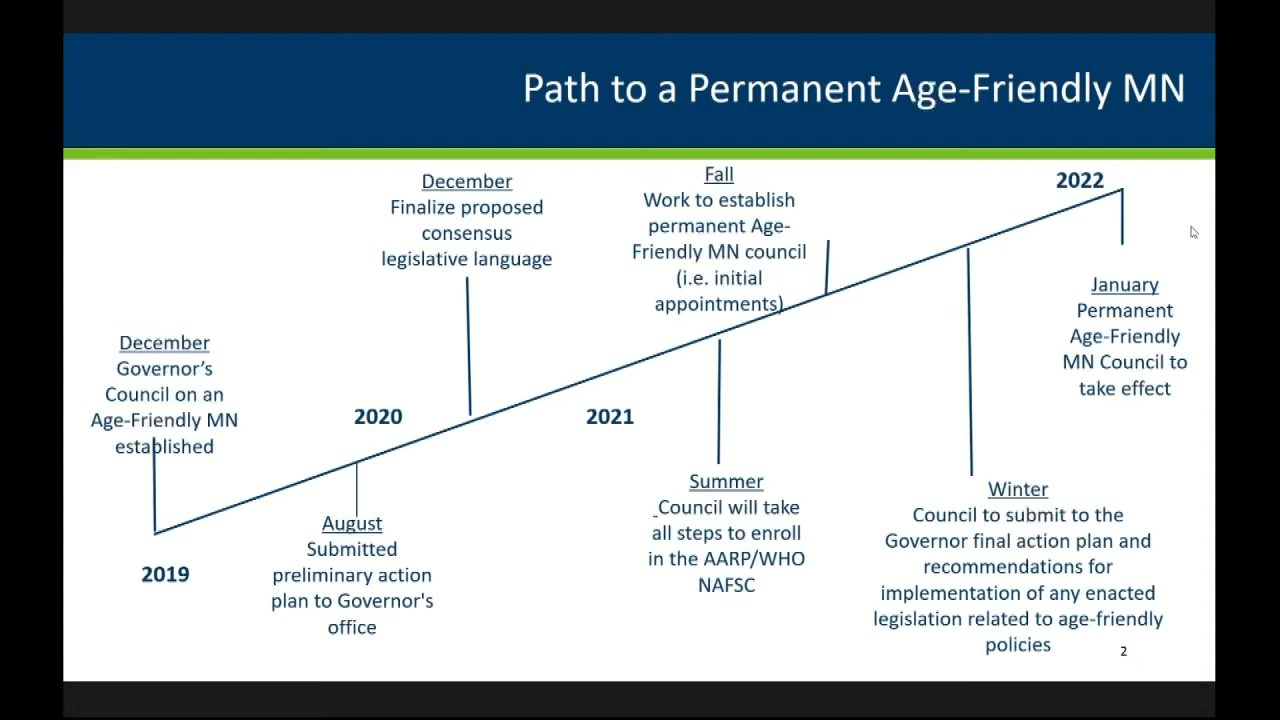 Path to a Permanent Age-Friendly MN
December
Governor’s
Council on an
Age-Friendly MN
established
2019
August
Submitted
preliminary action
plan to Governor's
office
2020
December
Finalize proposed
consensus
legislative language
2021
Summer
Council will take
all steps to enroll
in the AARP/WHO
NAFSC
Fall
Work to establish
permanent Age-
Friendly MN council
(i.e. initial
appointments)
Winter
Council to submit to the
Governor final action plan and
recommendations for
implementation of any enacted
legislation related to age-friendly
policies
2022
January
Permanent
Age-Friendly
MN Council to
take effect
2